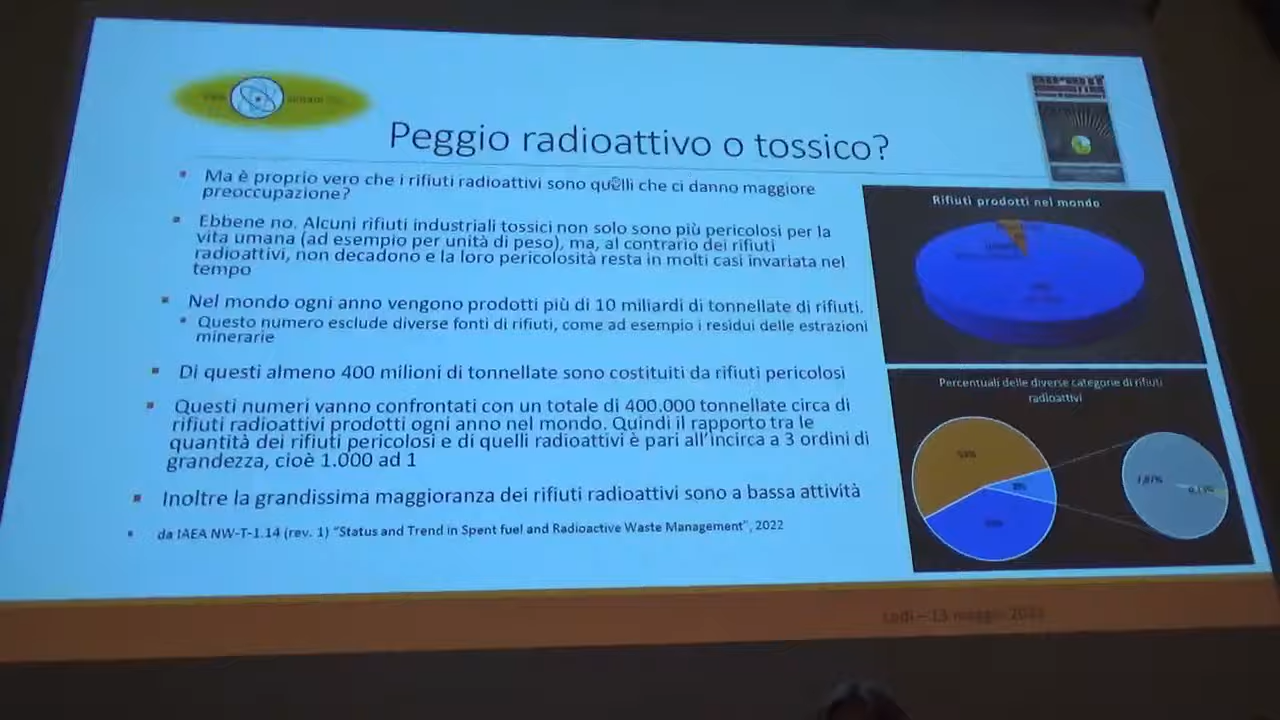 Peggio radioattivo o tossico?
Ma è proprio vero che i rifiuti radioattivi sono quelli che ci danno maggiore
preoccupazione?
Ebbene no. Alcuni rifiuti industriali tossici non solo sono più pericolosi per la
vita umana (ad esempio per unità di peso), ma, al contrario dei rifiuti
radioattivi, non decadono e la loro pericolosità resta in molti casi invariata nel
tempo
Nel mondo ogni anno vengono prodotti più di 10 miliardi di tonnellate di rifiuti.
Questo numero esclude diverse fonti di rifiuti, come ad esempio i residui delle estrazioni
minerarie
Di questi almeno 400 milioni di tonnellate sono costituiti da rifiuti pericolosi
Questi numeri vanno confrontati con un totale di 400.000 tonnellate circa di
rifiuti radioattivi prodotti ogni anno nel mondo. Quindi il rapporto tra le
quantità dei rifiuti pericolosi e di quelli radioattivi è pari all'incirca a 3 ordini di
grandezza, cioè 1.000 ad 1
Inoltre la grandissima maggioranza dei rifiuti radioattivi sono a bassa attività
da IAEA NW-T-1.14 (rev. 1) "Status and Trend in Spent fuel and Radioactive Waste Management", 2022
Rifiuti prodotti nel mondo
Percentuali delle diverse categorie di rifiuti
radioattivi
Lodi – 13 maggio